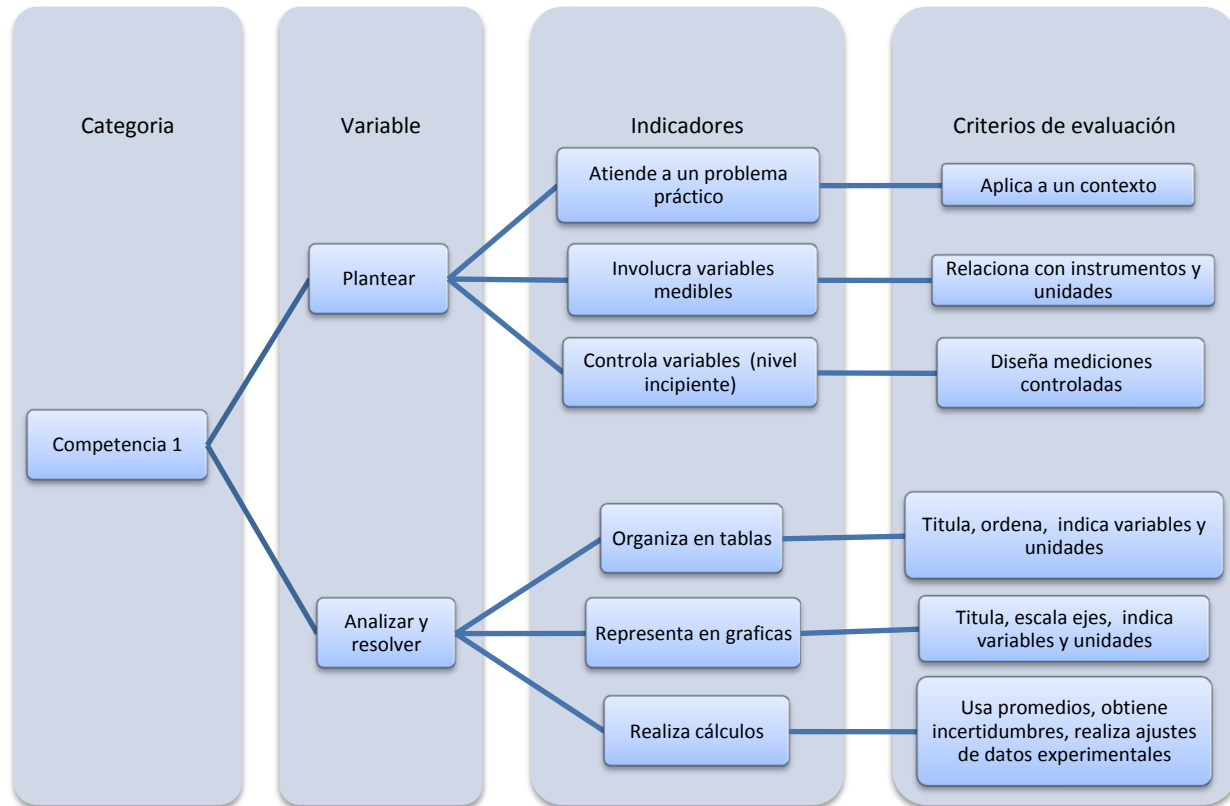 Categoria
Variable
Indicadores
Criterios de evaluación
Atiende a un problema
práctico
Aplica a un contexto
Plantear
Involucra variables
medibles
Relaciona con instrumentos y
unidades
Controla variables (nivel
incipiente)
Diseña mediciones
controladas
Competencia 1
Organiza en tablas
Titula, ordena, indica variables y
unidades
Analizar y
resolver
Representa en graficas
Titula, escala ejes, indica
variables y unidades
Realiza cálculos
Usa promedios, obtiene
incertidumbres, realiza ajustes
de datos experimentales